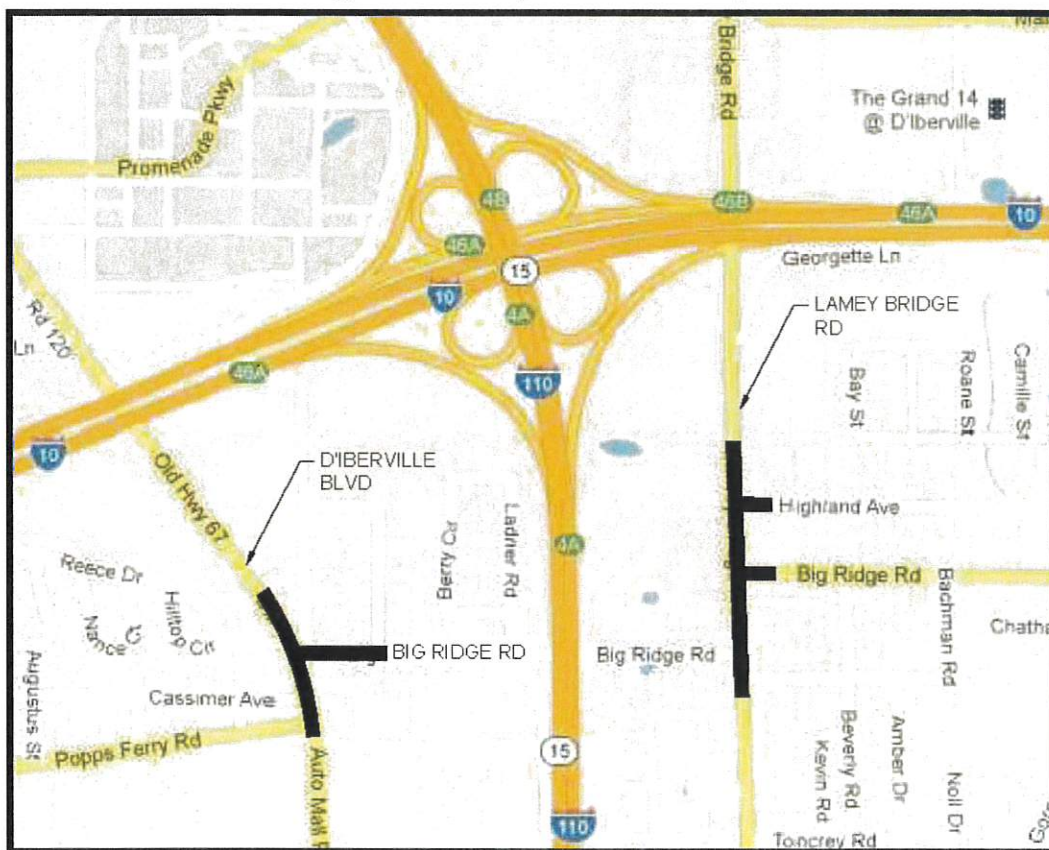 Bridge Rd
The Grand 14
@ D'Iberville
Promenade Pkwy
4B
46B
46A
10
46A
15
Georgette Ln
10
4A
LAMEY BRIDGE
RD
Rd 120
Ln
46A
110
Bay St
Roane St
Camille St
10
D'IBERVILLE
BLVD
Old Hwy 67
Ladner Rd
4A
Highland Ave
Reece Dr
Big Ridge Rd
Bachman Rd
Hilltop Cir
Nance
BIG RIDGE RD
Big Ridge Rd
Augustus St
Cassimer Ave
Popps Ferry Rd
Auto Mall
15
Beverly Rd
Kevin Rd
Amber Dr
Noll Dr
110
Toncrey Rd